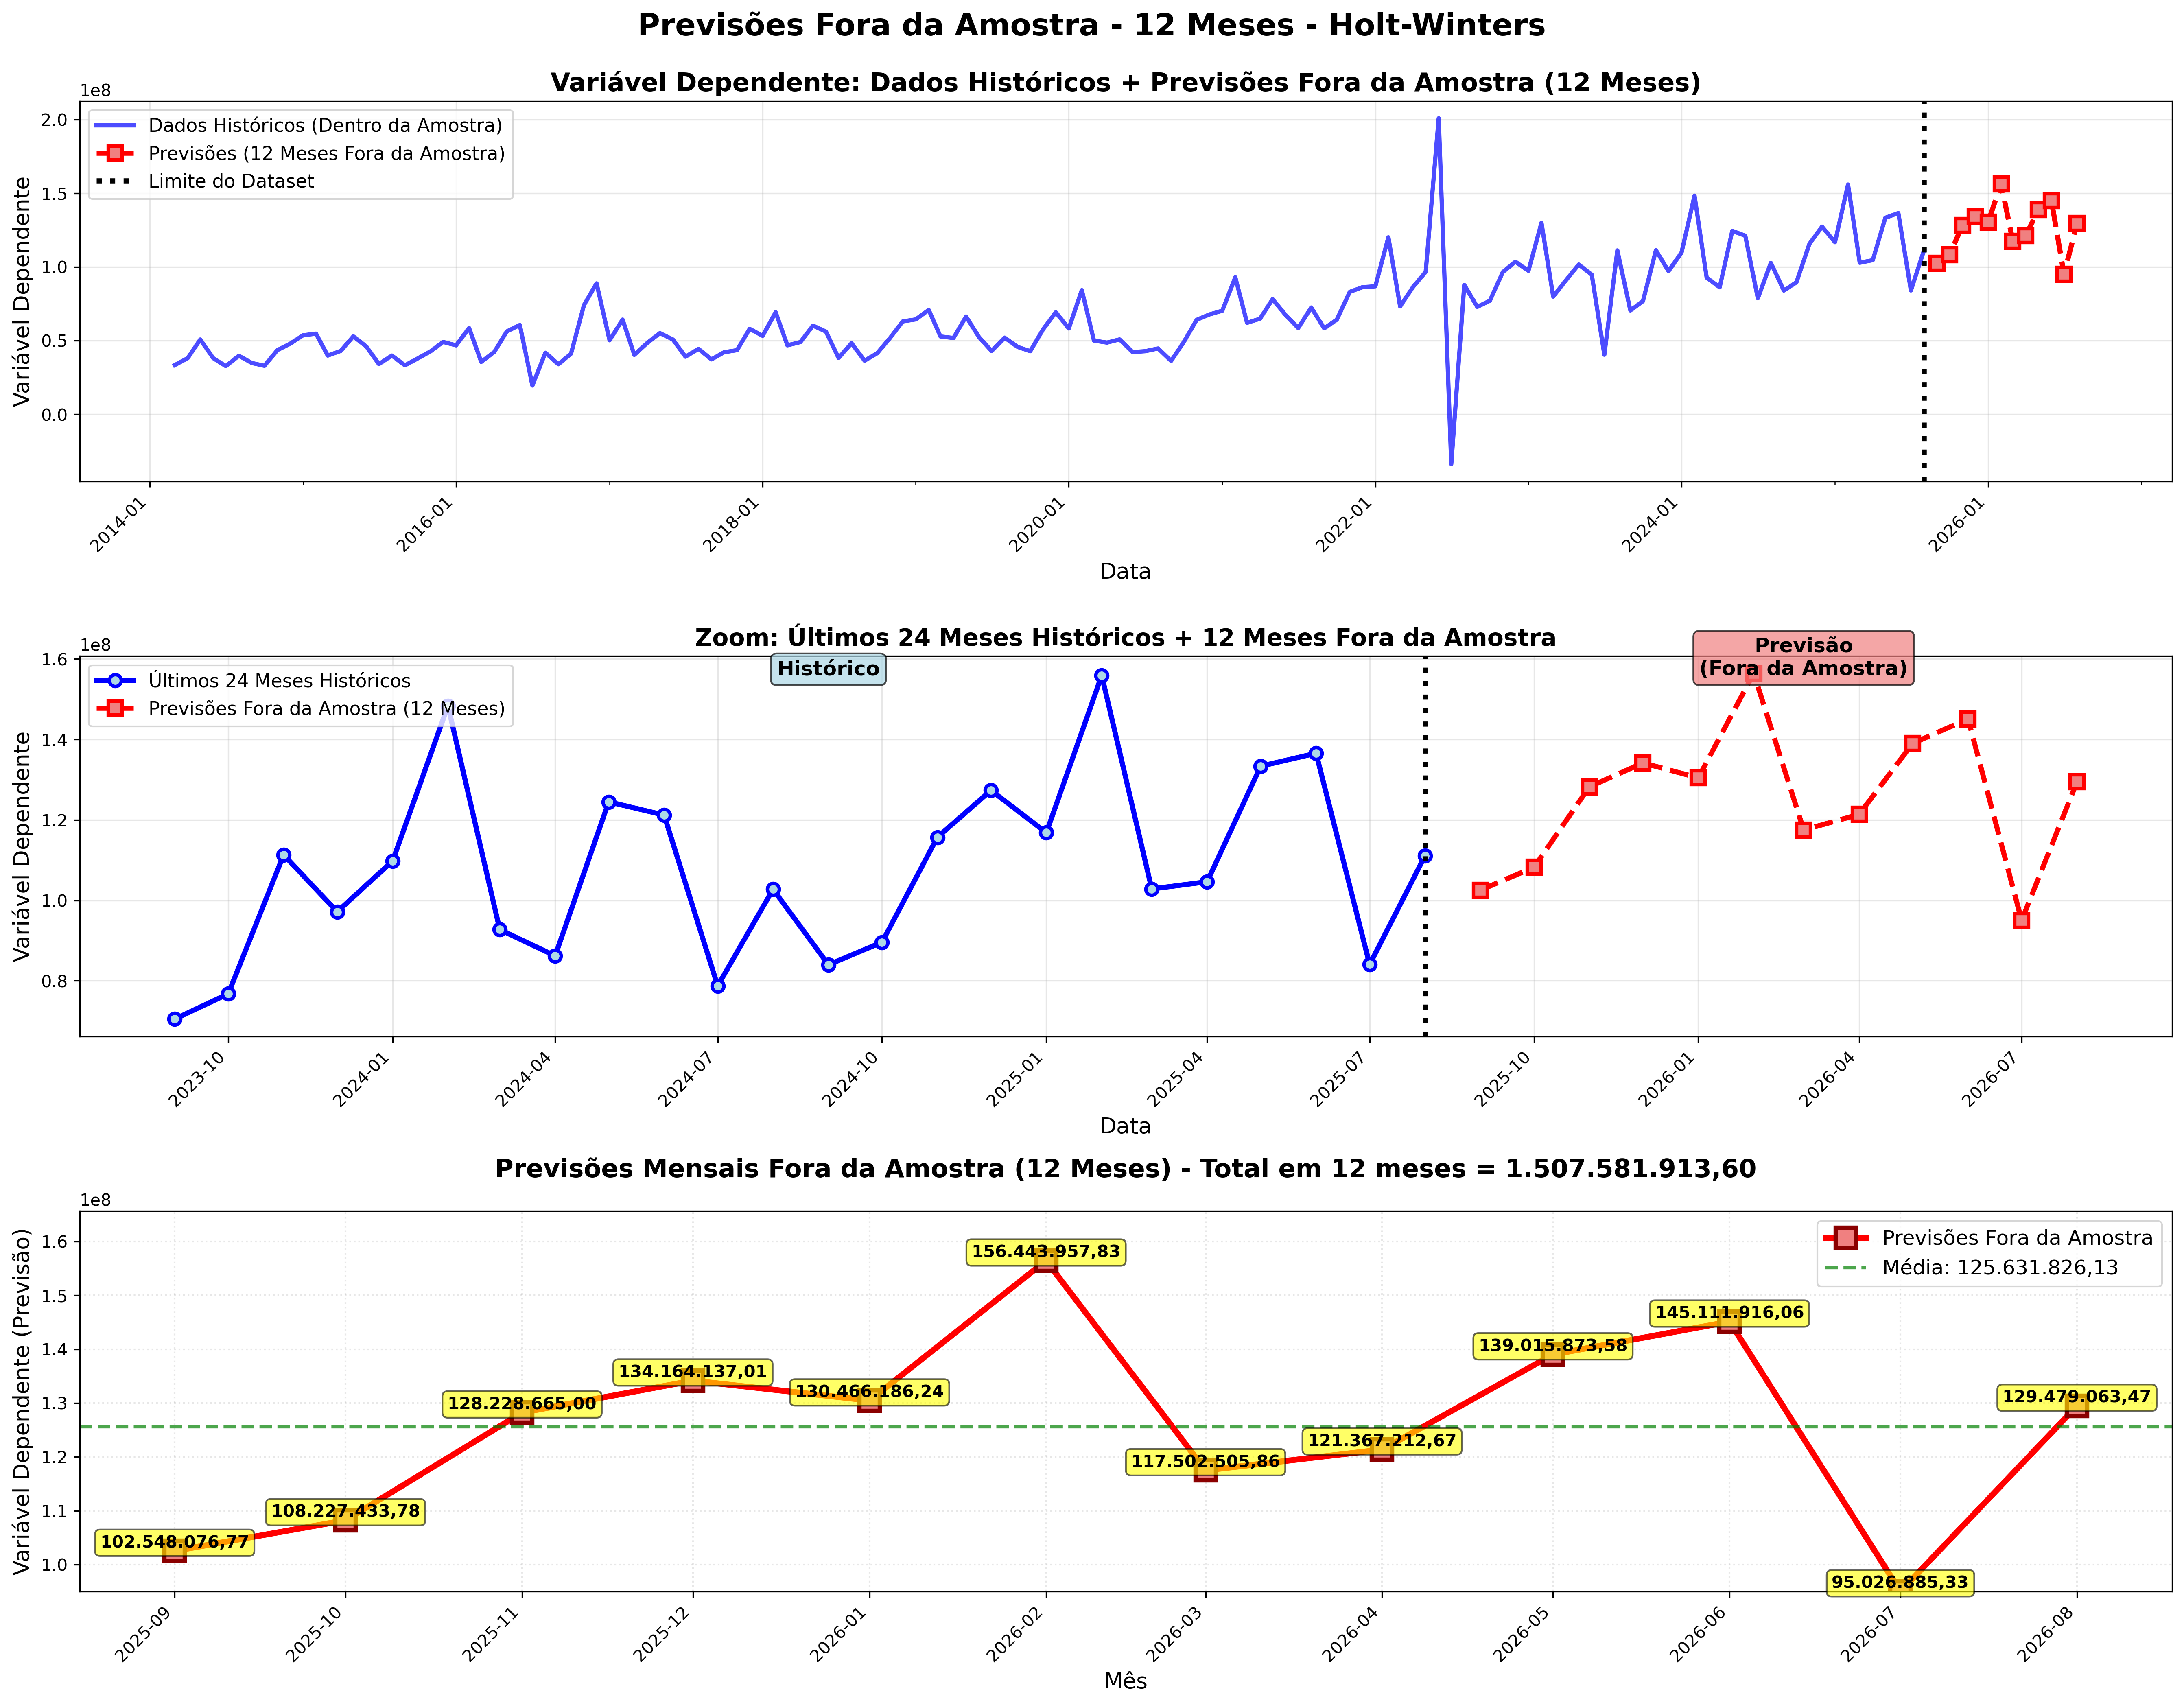 Previsões Fora da Amostra - 12 Meses - Holt-Winters
Variável Dependente: Dados Históricos + Previsões Fora da Amostra (12 Meses)
1e8
Dados Históricos (Dentro da Amostra)
Previsões (12 Meses Fora da Amostra)
Limite do Dataset
Variável Dependente
2.0
1.5
1.0
0.5
0.0
2014-01
2016-01
2018-01
2020-01
2022-01
2024-01
2026-01
Data
Zoom: Últimos 24 Meses Históricos + 12 Meses Fora da Amostra
1e8
Últimos 24 Meses Históricos
Previsões Fora da Amostra (12 Meses)
Histórico
Previsão
(Fora da Amostra)
Variável Dependente
1.6
1.4
1.2
1.0
0.8
2023-10
2024-01
2024-04
2024-07
2024-10
2025-01
2025-04
2025-07
2025-10
2026-01
2026-04
2026-07
Data
Previsões Mensais Fora da Amostra (12 Meses) - Total em 12 meses = 1.507.581.913,60
1e8
Previsões Fora da Amostra
Média: 125.631.826,13
Variável Dependente (Previsão)
1.6
1.5
1.4
1.3
1.2
1.1
1.0
102.548.076,77
108.227.433,78
128.228.665,00
134.164.137,01
130.466.186,24
156.443.957,83
117.502.505,86
121.367.212,67
139.015.873,58
145.111.916,06
95.026.885,33
129.479.063,47
2025-09
2025-10
2025-11
2025-12
2026-01
2026-02
2026-03
2026-04
2026-05
2026-06
2026-07
2026-08
Mês